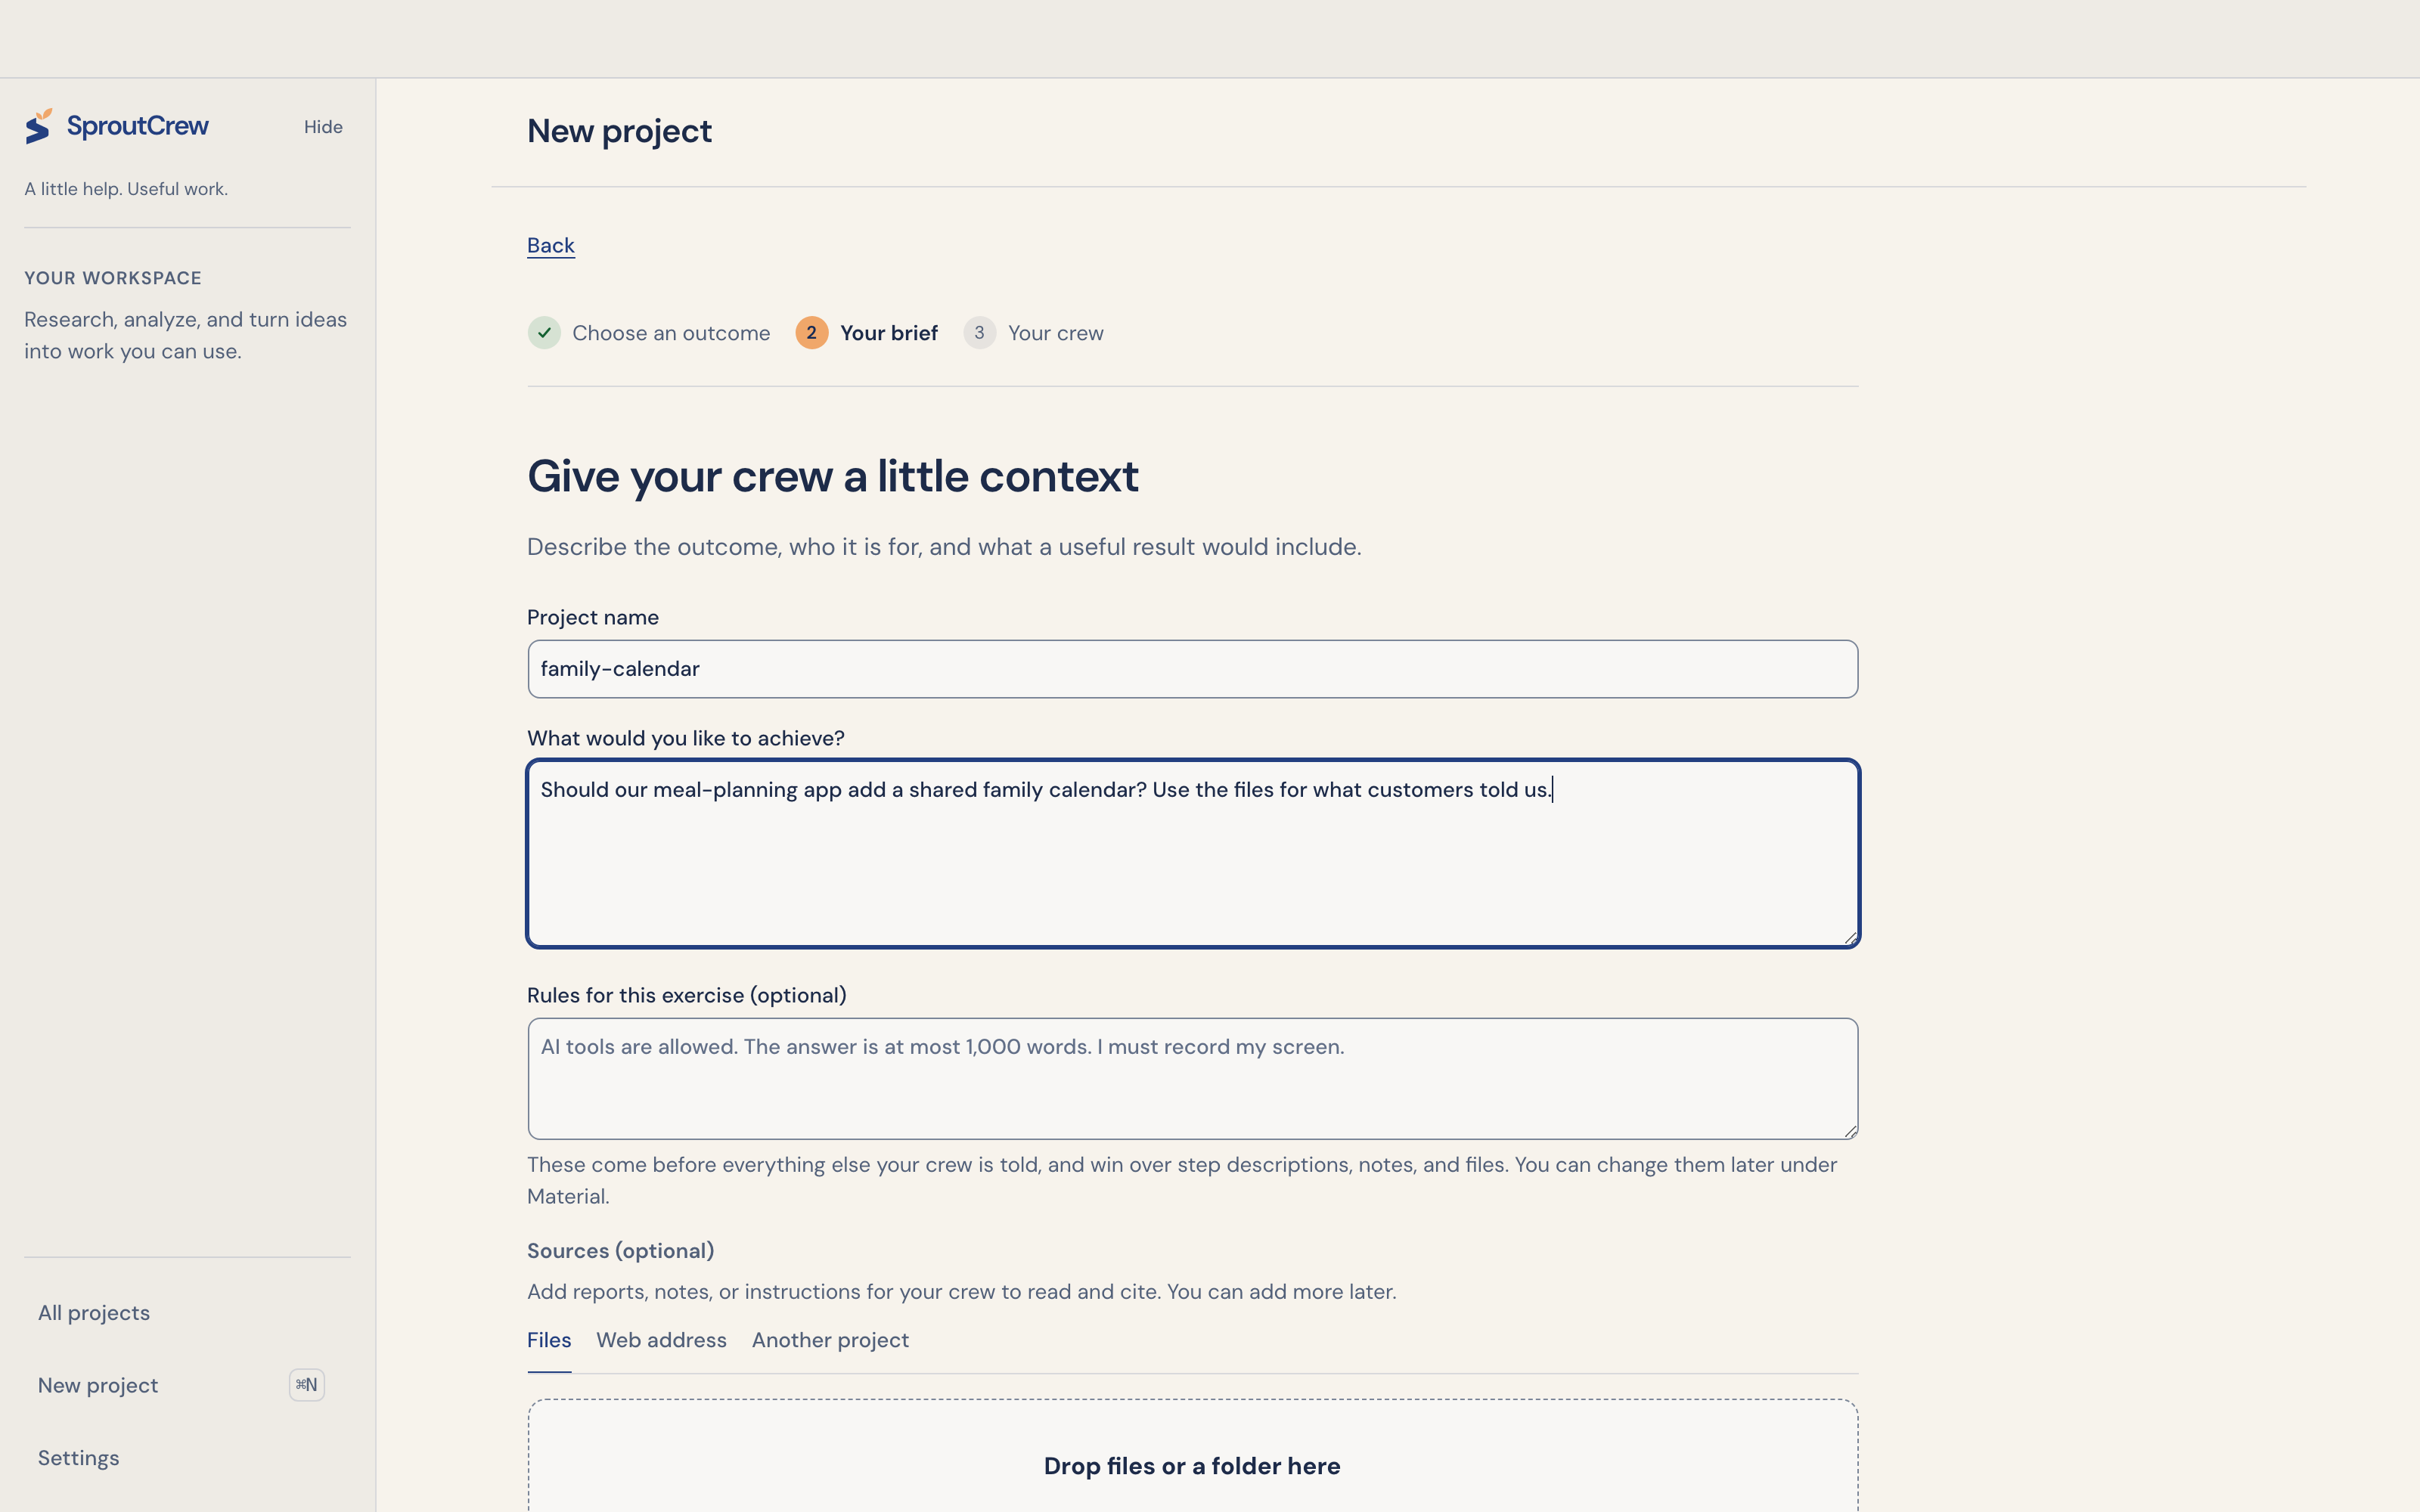 SproutCrew
Hide
A little help. Useful work.
YOUR WORKSPACE
Research, analyze, and turn ideas
into work you can use.
All projects
New project
⌘N
Settings
New project
Back
Choose an outcome
2 Your brief
3 Your crew
Give your crew a little context
Describe the outcome, who it is for, and what a useful result would include.
Project name
family-calendar
What would you like to achieve?
Should our meal-planning app add a shared family calendar? Use the files for what customers told us.
Rules for this exercise (optional)
AI tools are allowed. The answer is at most 1,000 words. I must record my screen.
These come before everything else your crew is told, and win over step descriptions, notes, and files. You can change them later under
Material.
Sources (optional)
Add reports, notes, or instructions for your crew to read and cite. You can add more later.
Files
Web address
Another project
Drop files or a folder here